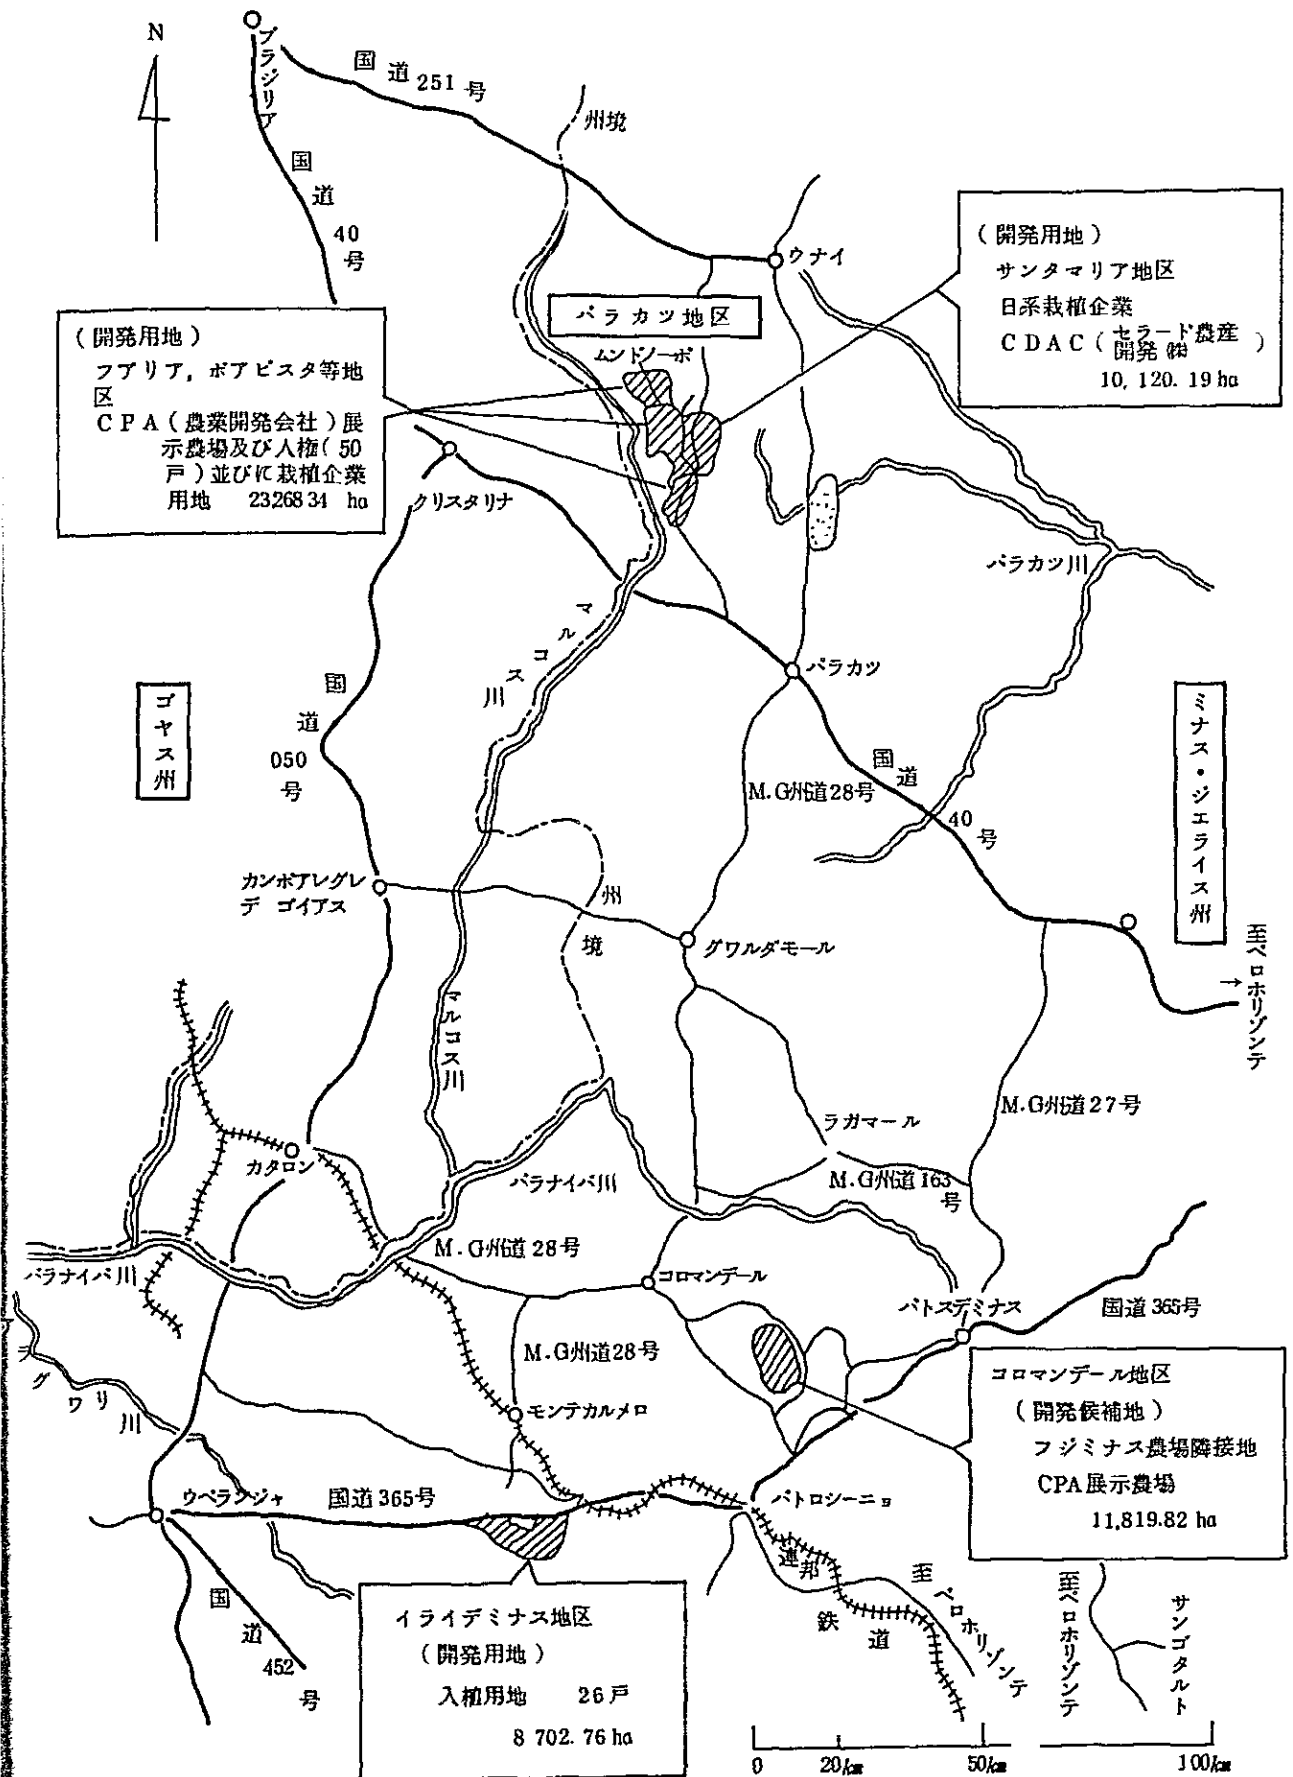 N
ブラジリア
国道251号
州境
国道40号
ウナイ
(開発用地)
サンタマリア地区
日系栽植企業
CDAC(セラード農産開発㈱)
10,120.19ha
パラカツ地区
ムンドノーボ
(開発用地)
フアリア,ボアビスタ等地
区
CPA(農業開発会社)展
示農場及び人植(50
戸)並びに栽植企業
用地 2326834 ha
クリスタリナ
パラカツ川
マルコス川
パラカツ
ゴヤス州
国道050号
ミナス・ジエライス州
M.G州道28号
国道40号
カンボアレグレ
デ ゴイアス
州境
グワルダモール
至ベロホリゾンテ
→
マルコス川
M.G州道27号
ラガマール
カタロン
パラナイバ川
M.G州道163号
M.G州道28号
パラナイバ川
コロマンデール
パトスデミナス
国道365号
グワリ川
M.G州道28号
モンテカルメロ
コロマンデール地区
(開発候補地)
フジミナス農場隣接地
CPA展示農場
11,819.82 ha
ウベランジャ
国道365号
パトロシーニョ
連邦鉄道
至ベロホリゾンテ
至ベロホリゾンテ
サンゴタルト
国道452号
イライデミナス地区
(開発用地)
入植用地 26戸
8 702.76 ha
0 20㎞ 50㎞ 100㎞